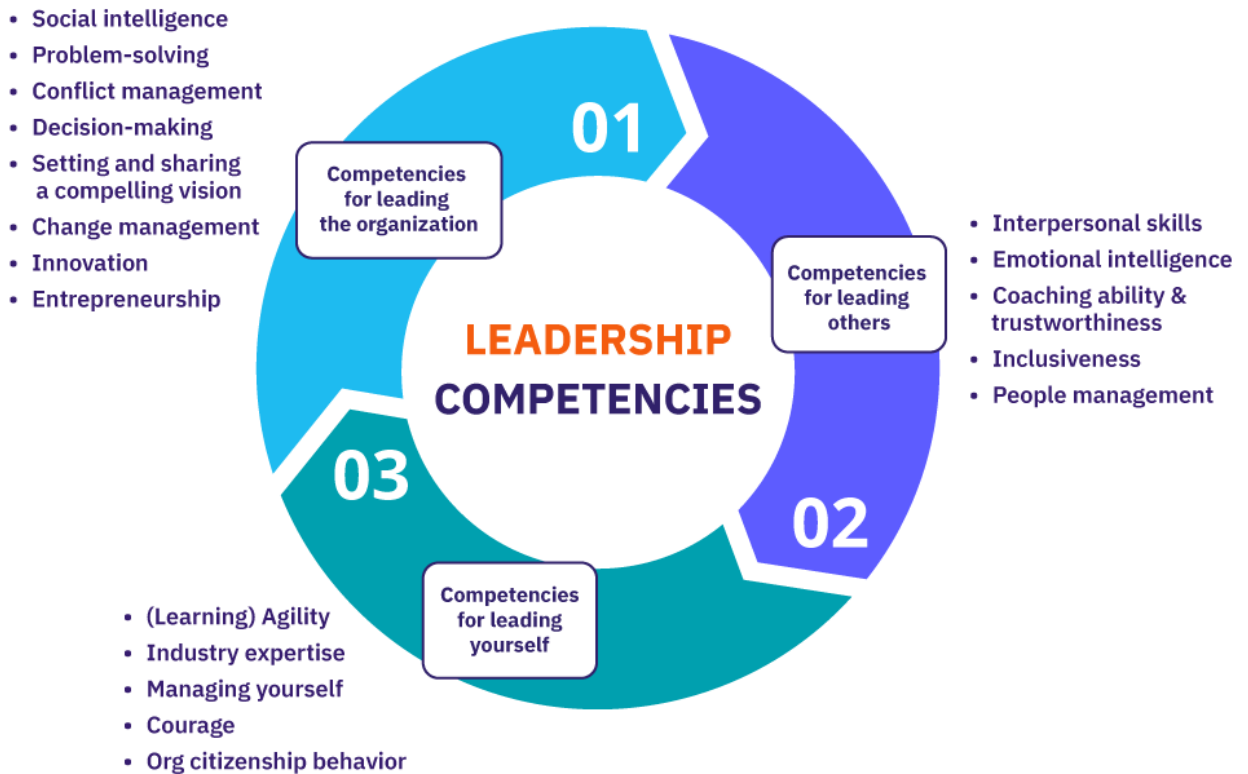 • Social intelligence
• Problem-solving
• Conflict management
• Decision-making
• Setting and sharing
a compelling vision
• Change management
• Innovation
• Entrepreneurship
01
Competencies
for leading
the organization
LEADERSHIP
COMPETENCIES
Competencies
for leading
others
• Interpersonal skills
• Emotional intelligence
• Coaching ability &
trustworthiness
• Inclusiveness
• People management
02
03
Competencies
for leading
yourself
• (Learning) Agility
• Industry expertise
• Managing yourself
• Courage
• Org citizenship behavior